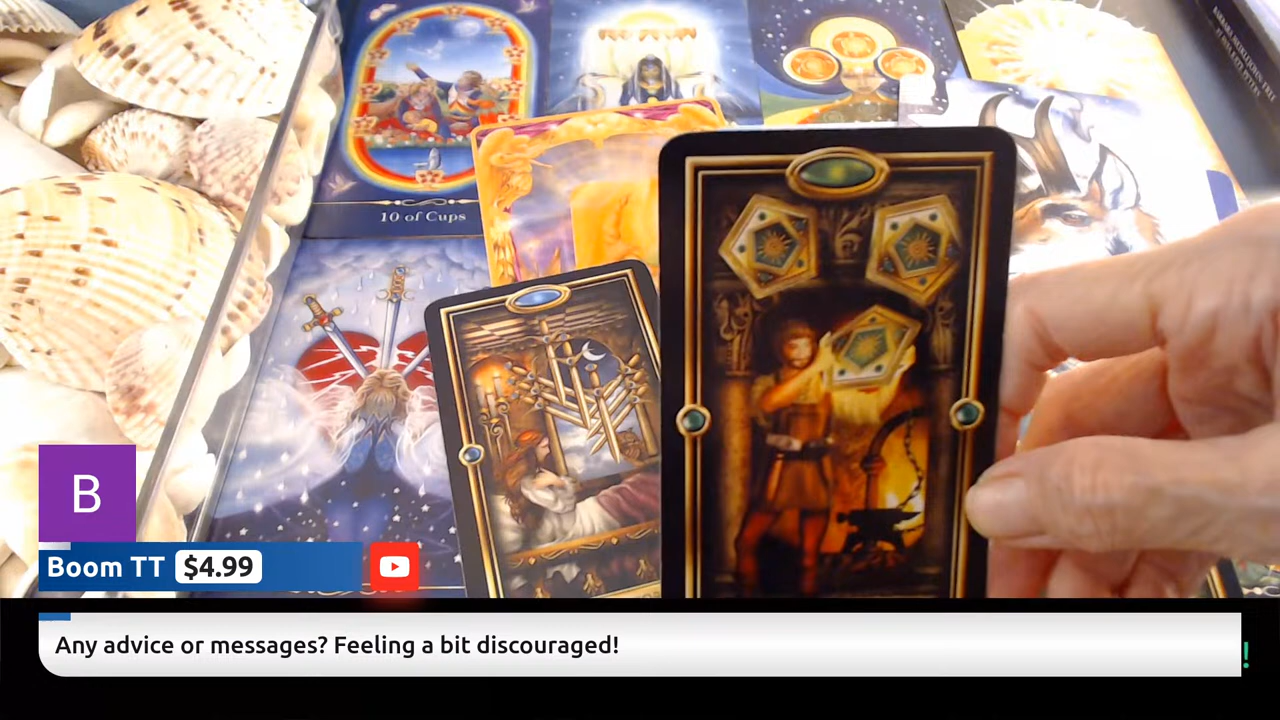 10 of Cups
B
Boom TT $4.99
Any advice or messages? Feeling a bit discouraged!
!